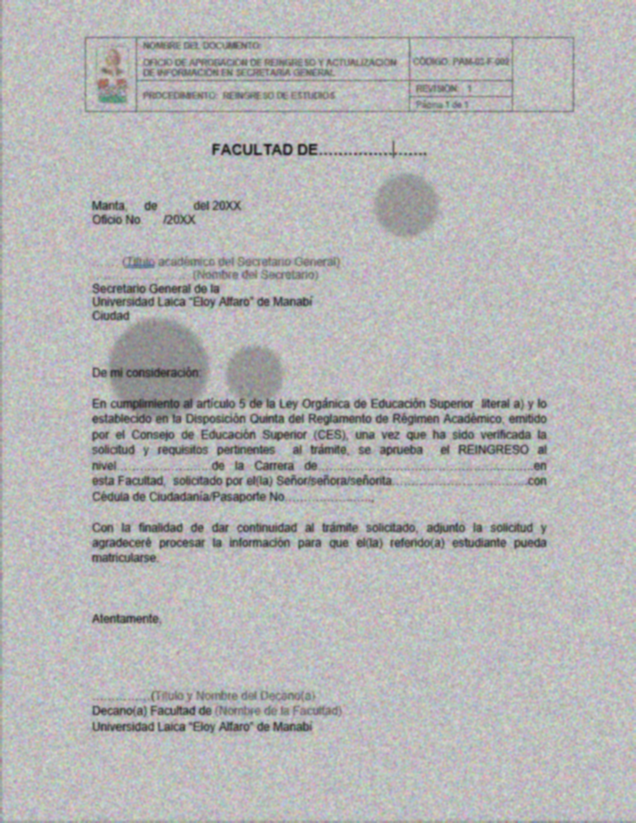 NOMBRE DEL DOCUMENTO:
OFICIO DE APROBACIÓN DE REINGRESO Y ACTUALIZACIÓN
DE INFORMACIÓN EN SECRETARÍA GENERAL
CÓDIGO: PAM-03-F-
PROCEDIMIENTO: REINGRESO DE ESTUDIOS
REVISIÓN: 1
Página 1 de 1
FACULTAD DE......................
Manta, de del 20XX
Oficio No /20XX
(Título académico del Secretario General)
(Nombre del Secretario)
Secretario General de la
Universidad Laica "Eloy Alfaro" de Manabí
Ciudad
De mi consideración:
En cumplimiento al artículo 5 de la Ley Orgánica de Educación Superior literal a) y lo
establecido en la Disposición Quinta del Reglamento de Régimen Académico, emitido
por el Consejo de Educación Superior (CES), una vez que ha sido verificada la
solicitud y requisitos pertinentes al trámite, se aprueba el REINGRESO al
nivel........................de la Carrera de......................................................en
esta Facultad, solicitado por el(la) Señor/señora/señorita..................................con
Cédula de Ciudadanía/Pasaporte No......................
Con la finalidad de dar continuidad al trámite solicitado, adjunto la solicitud y
agradeceré procesar la información para que el(la) referido(a) estudiante pueda
matricularse.
Atentamente,
...............(Título y Nombre del Decano(a)
Decano(a) Facultad de (Nombre de la Facultad)
Universidad Laica "Eloy Alfaro" de Manabí